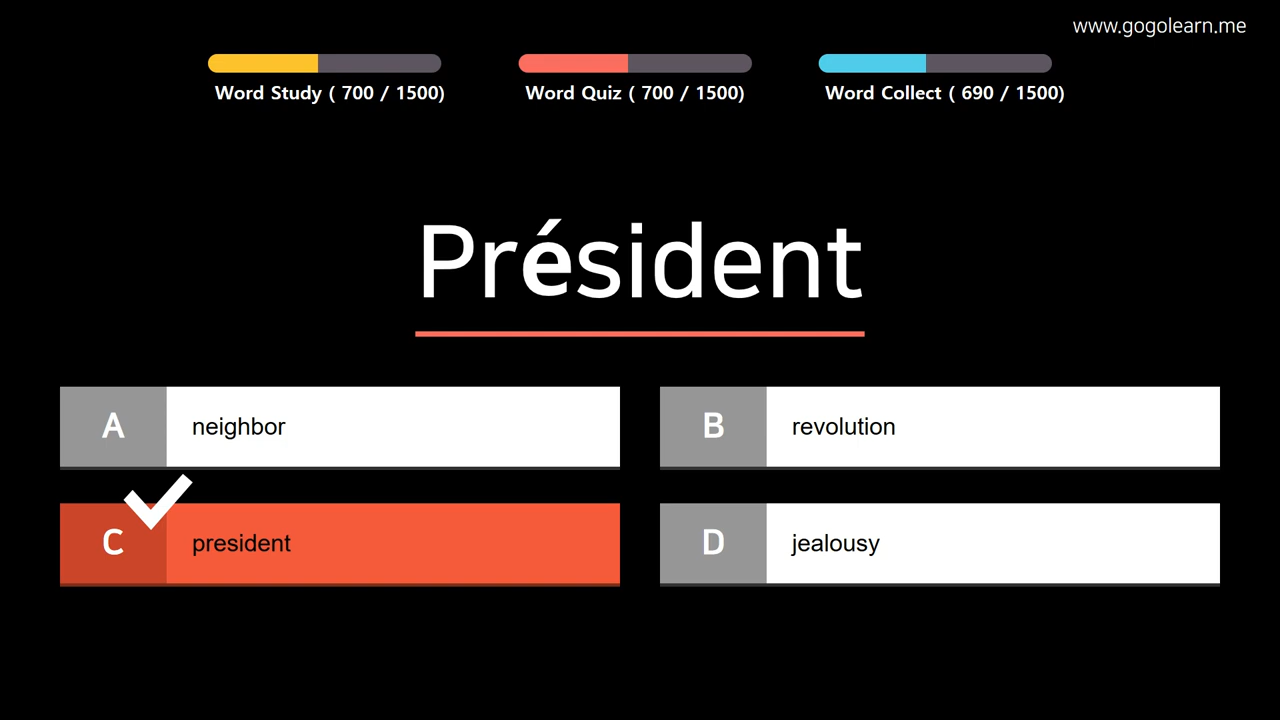 www.gogolearn.me
Word Study ( 700 / 1500)
Word Quiz ( 700 / 1500)
Word Collect ( 690 / 1500)
Président
A neighbor
B revolution
C president
D jealousy